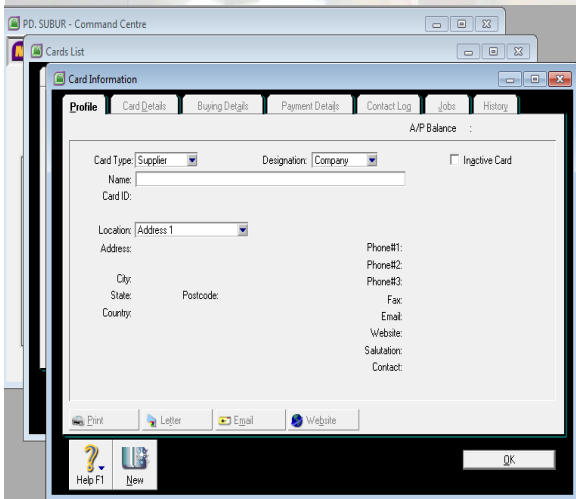 PD. SUBUR - Command Centre
Cards List
Card Information
Profile Card Details Buying Details Payment Details Contact Log Jobs History
A/P Balance :
Card Type: Supplier Designation: Company Inactive Card
Name:
Card ID:
Location: Address 1
Address: Phone#1:
Phone#2:
City: Phone#3:
State: Postcode: Fax:
Country: Email:
Website:
Salutation:
Contact:
Print Letter Email Website
Help F1 New OK